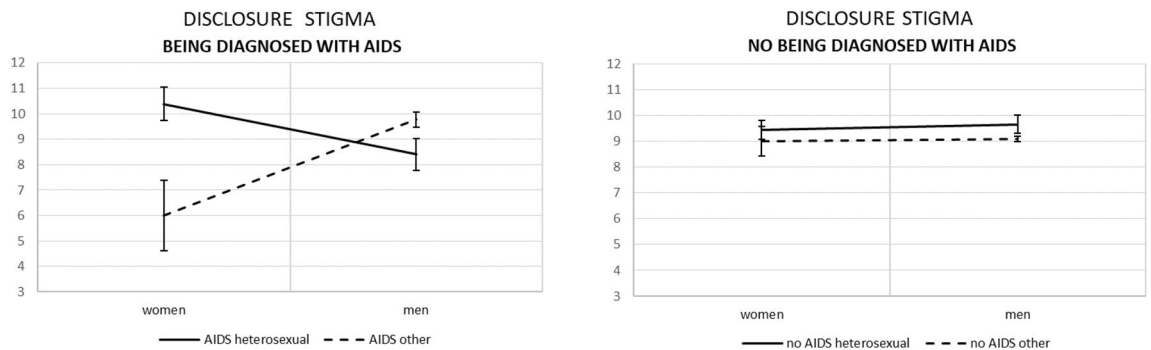 DISCLOSURE STIGMA
BEING DIAGNOSED WITH AIDS
12
11
10
9
8
7
6
5
4
3
women men
AIDS heterosexual AIDS other
DISCLOSURE STIGMA
NO BEING DIAGNOSED WITH AIDS
12
11
10
9
8
7
6
5
4
3
women men
no AIDS heterosexual no AIDS other